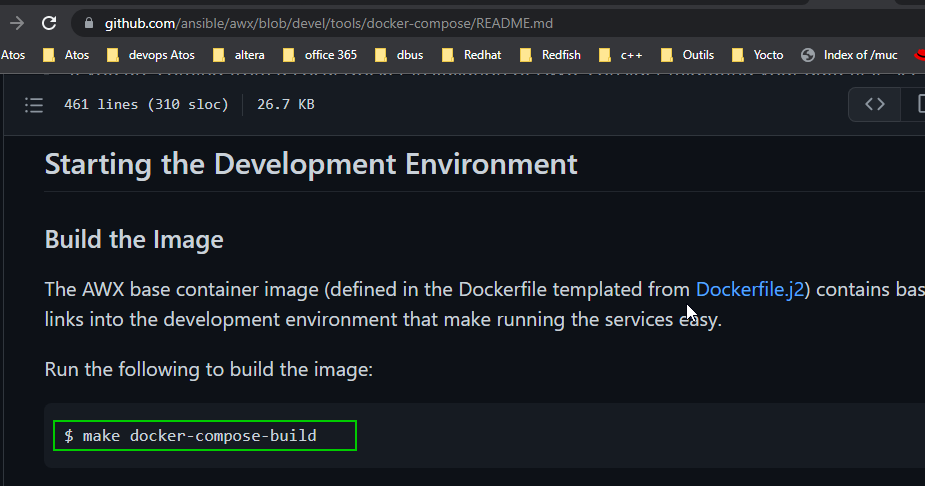 github.com/ansible/awx/blob/devel/tools/docker-compose/README.md
Atos Atos devops Atos altera office 365 dbus Redhat Redfish c++ Outils Yocto Index of /muc
461 lines (310 sloc) 26.7 KB
Starting the Development Environment
Build the Image
The AWX base container image (defined in the Dockerfile templated from Dockerfile.j2) contains bas
links into the development environment that make running the services easy.
Run the following to build the image:
$ make docker-compose-build